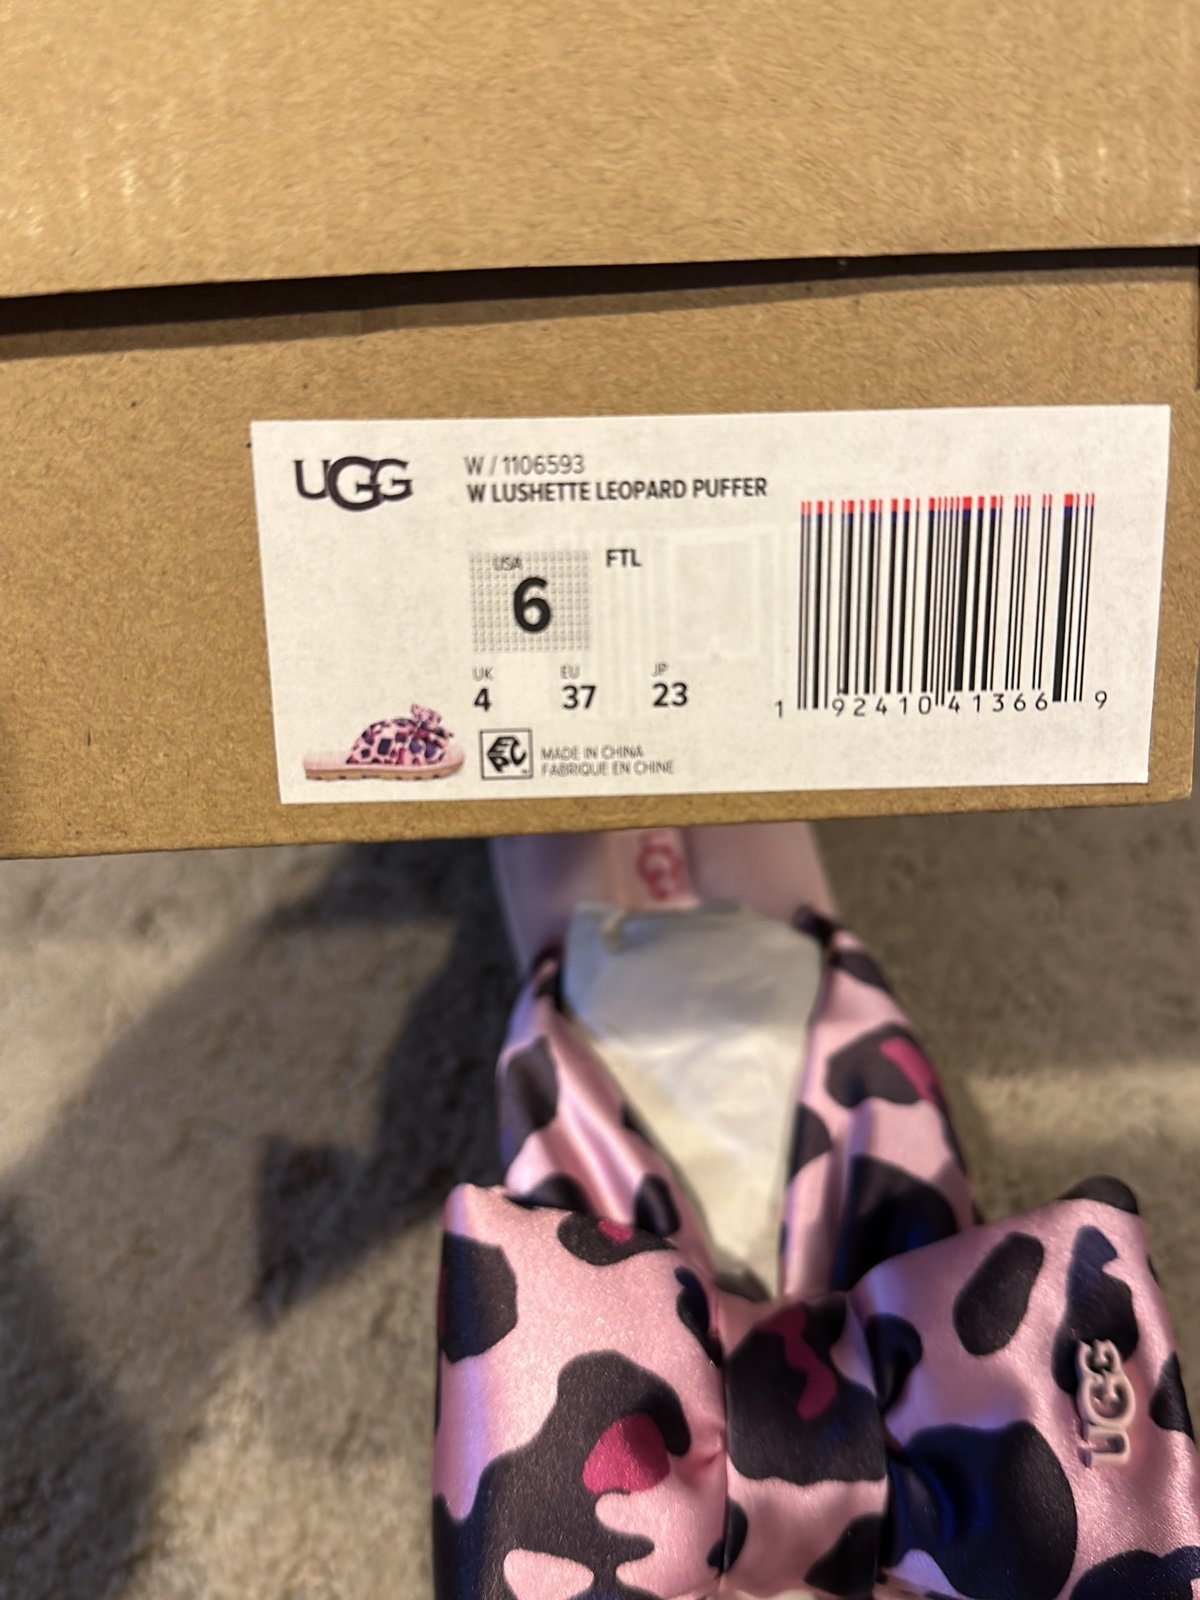 UGG
W / 1106593
W LUSHETTE LEOPARD PUFFER
USA
6
FTL
UK
4
EU
37
JP
23
1 92410 41366 9
MADE IN CHINA
FABRIQUE EN CHINE
UGG
UGG